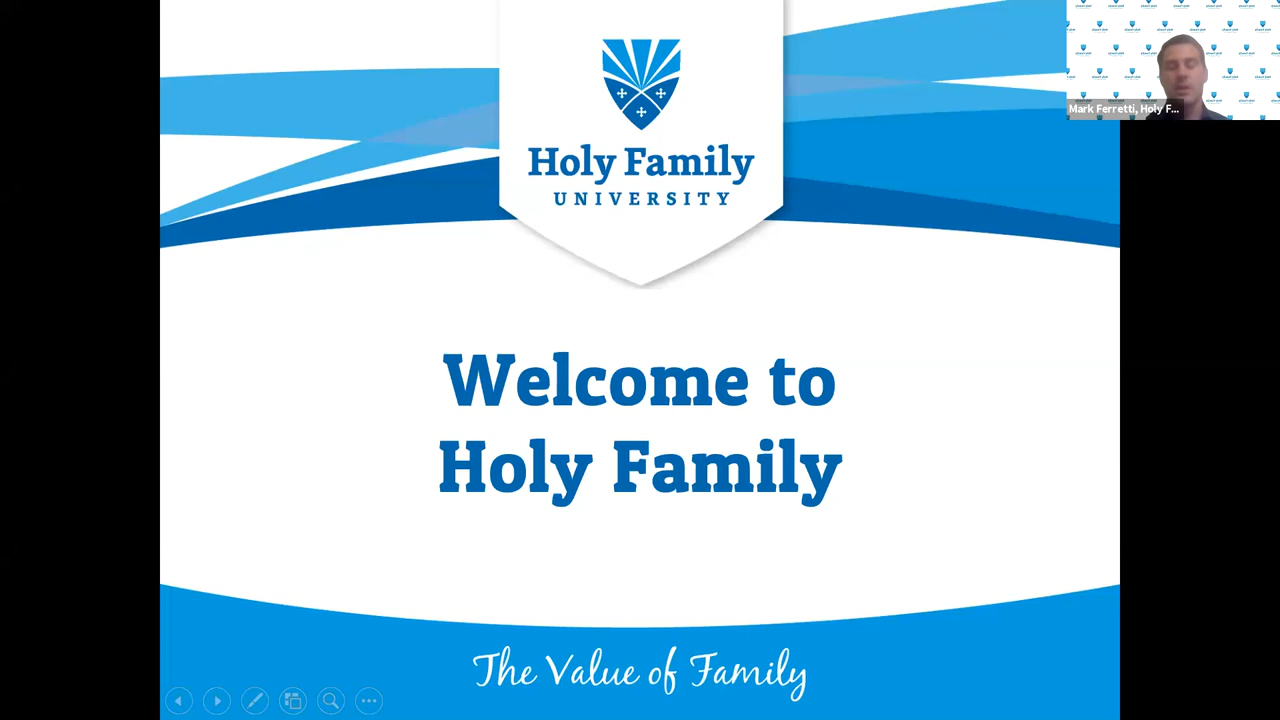 Holy Family
UNIVERSITY
Mark Ferretti, Holy F...
Welcome to
Holy Family
The Value of Family